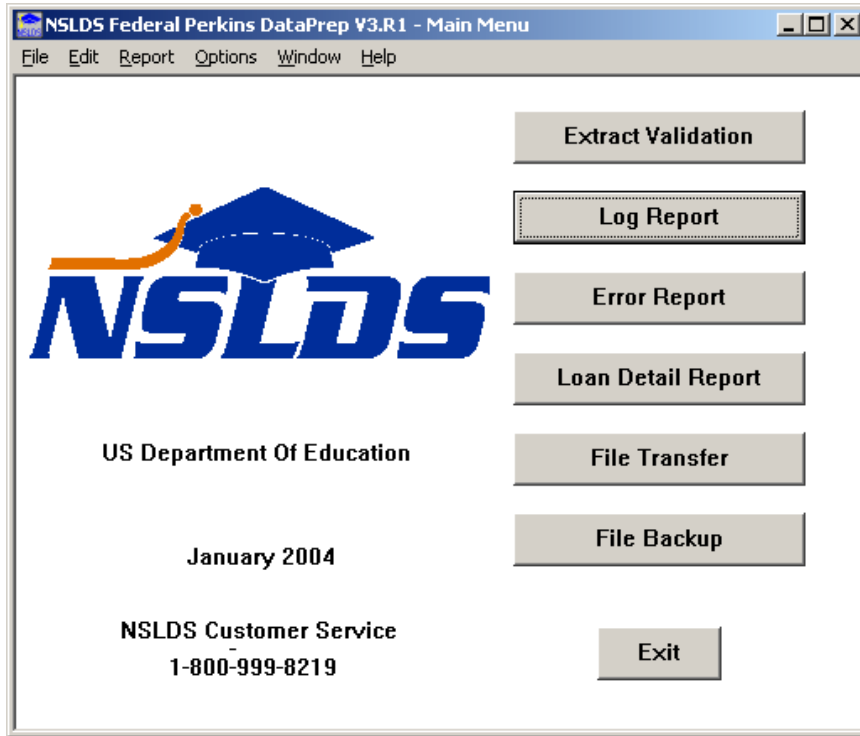 NSLDS Federal Perkins DataPrep V3.R1 - Main Menu
File Edit Report Options Window Help
Extract Validation
Log Report
Error Report
Loan Detail Report
File Transfer
File Backup
Exit
NSLDS
US Department Of Education
January 2004
NSLDS Customer Service
1-800-999-8219